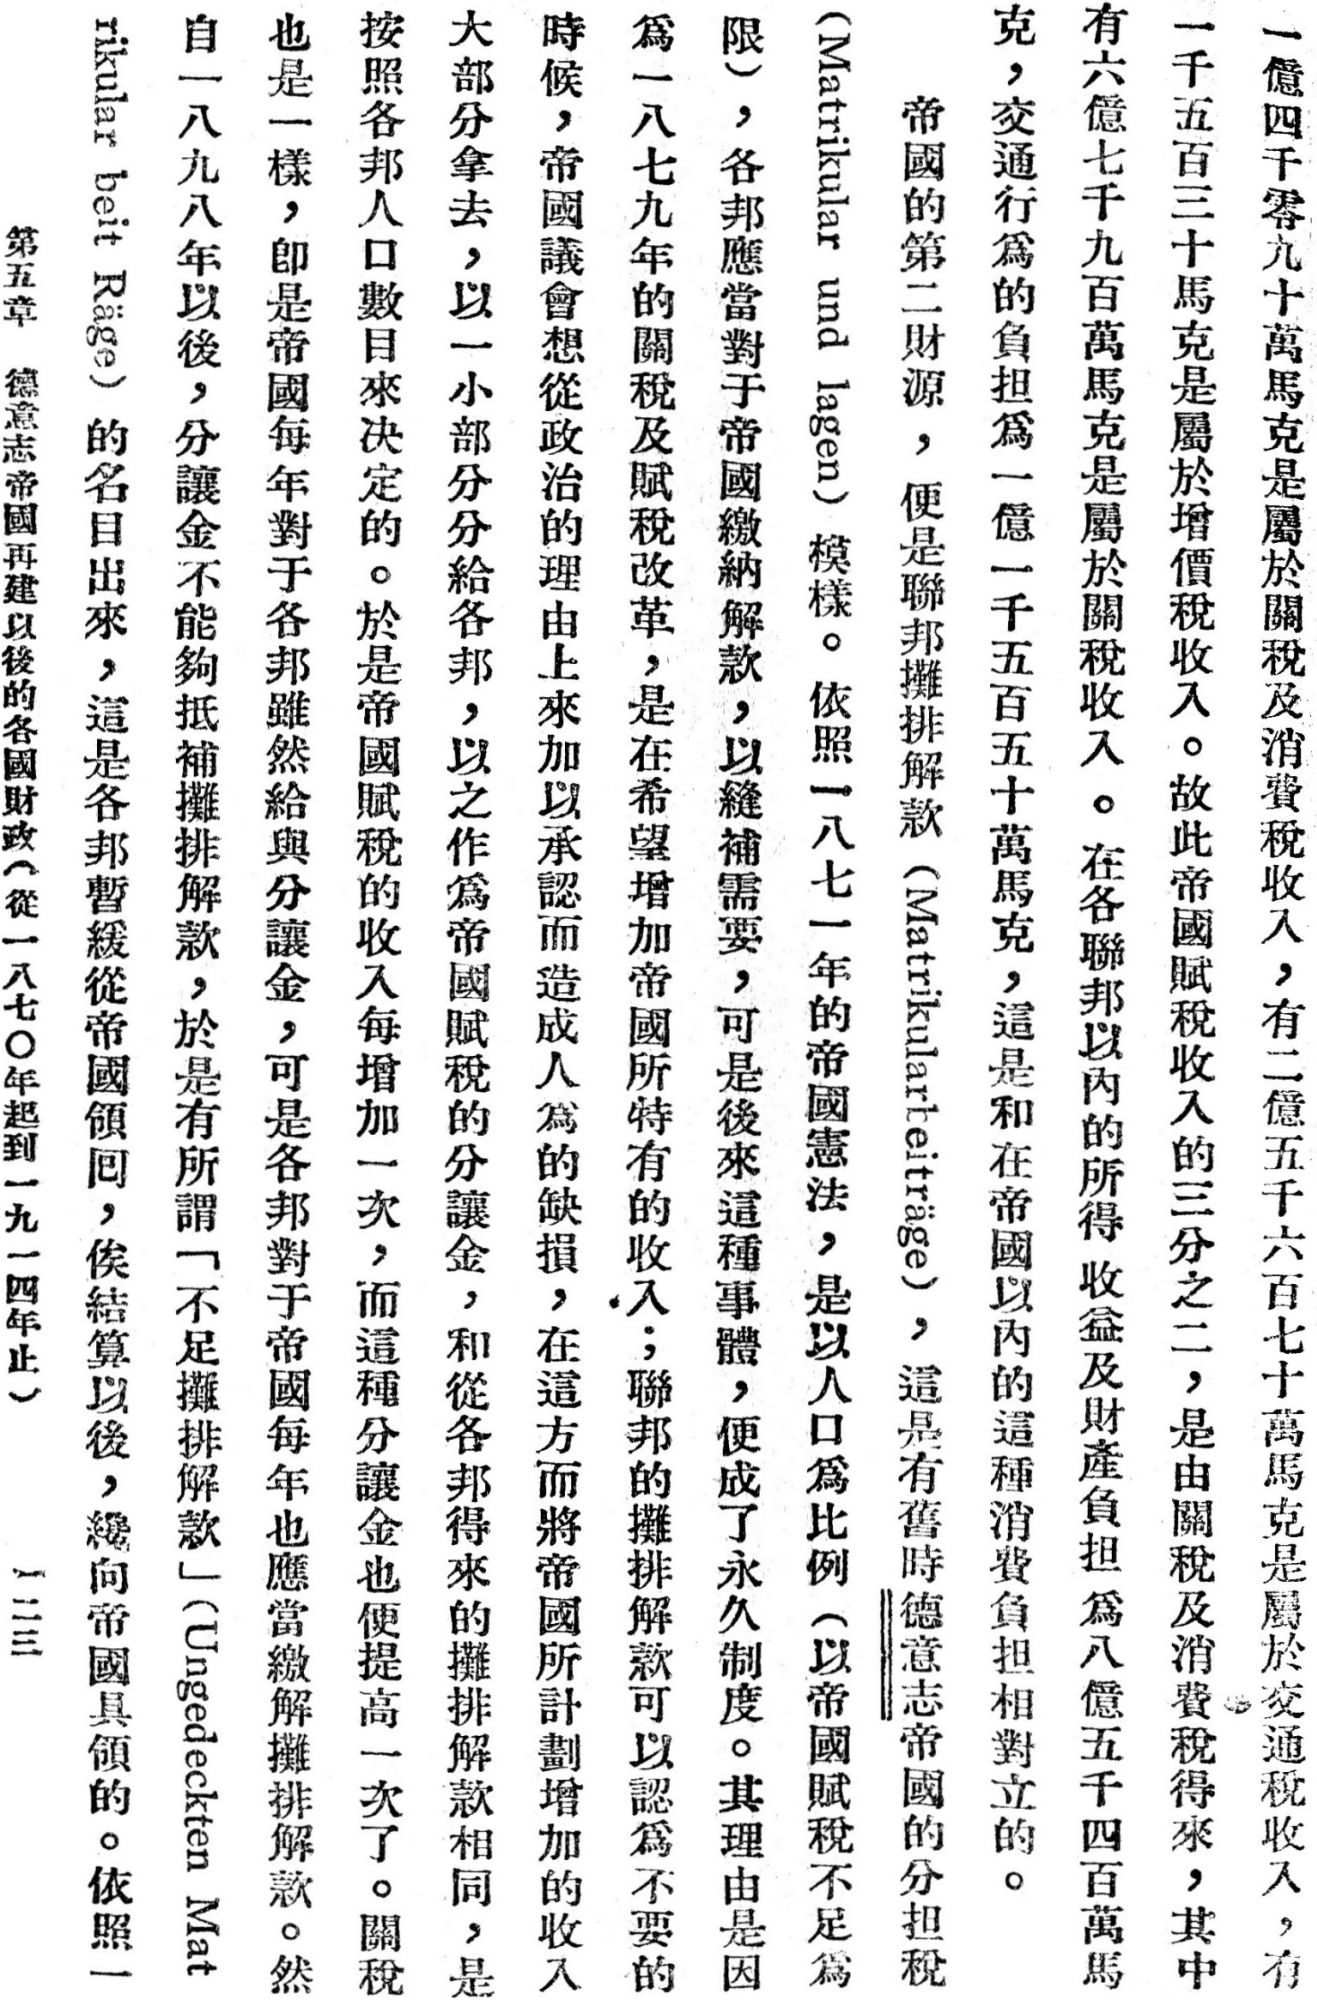 一億四千零九十萬馬克是屬於關稅及消費稅收入，有二億五千六百七十萬馬克是屬於交通稅收入，有
一千五百三十馬克是屬於增價稅收入。故此帝國賦稅收入的三分之二，是由關稅及消費稅得來，其中
有六億七千九百萬馬克是屬於關稅收入。在各聯邦以內的所得 收益及財產負担爲八億五千四百萬馬
克，交通行爲的負担爲一億一千五百五十萬馬克，這是和在帝國以內的這種消費負担相對立的。
帝國的第二財源，便是聯邦攤排解款（Matrikularbeiträge），這是有舊時德意志帝國的分担稅
（Matrikular und lagen）模樣。依照一八七一年的帝國憲法，是以人口爲比例（以帝國賦稅不足爲
限），各邦應當對于帝國繳納解款，以縫補需要，可是後來這種事體，便成了永久制度。其理由是因
爲一八七九年的關稅及賦稅改革，是在希望增加帝國所特有的收入；聯邦的攤排解款可以認爲不要的
時候，帝國議會想從政治的理由上來加以承認而造成人爲的缺損，在這方而將帝國所計劃增加的收入
大部分拿去，以一小部分分給各邦，以之作爲帝國賦稅的分讓金，和從各邦得來的攤排解款相同，是
按照各邦人口數目來决定的。於是帝國賦稅的收入每增加一次，而這種分讓金也便提高一次了。關稅
也是一樣，卽是帝國每年對于各邦雖然給與分讓金，可是各邦對于帝國每年也應當繳解攤排解款。然
自一八九八年以後，分讓金不能夠抵補攤排解款，於是有所謂「不足攤排解款」（Ungedeckten Mat
rikular beit Räge）的名目出來，這是各邦暫緩從帝國領囘，俟結算以後，纔向帝國具領的。依照一
第五章 德意志帝國再建以後的各國財政（從一八七〇年起到一九一四年止） 一二三